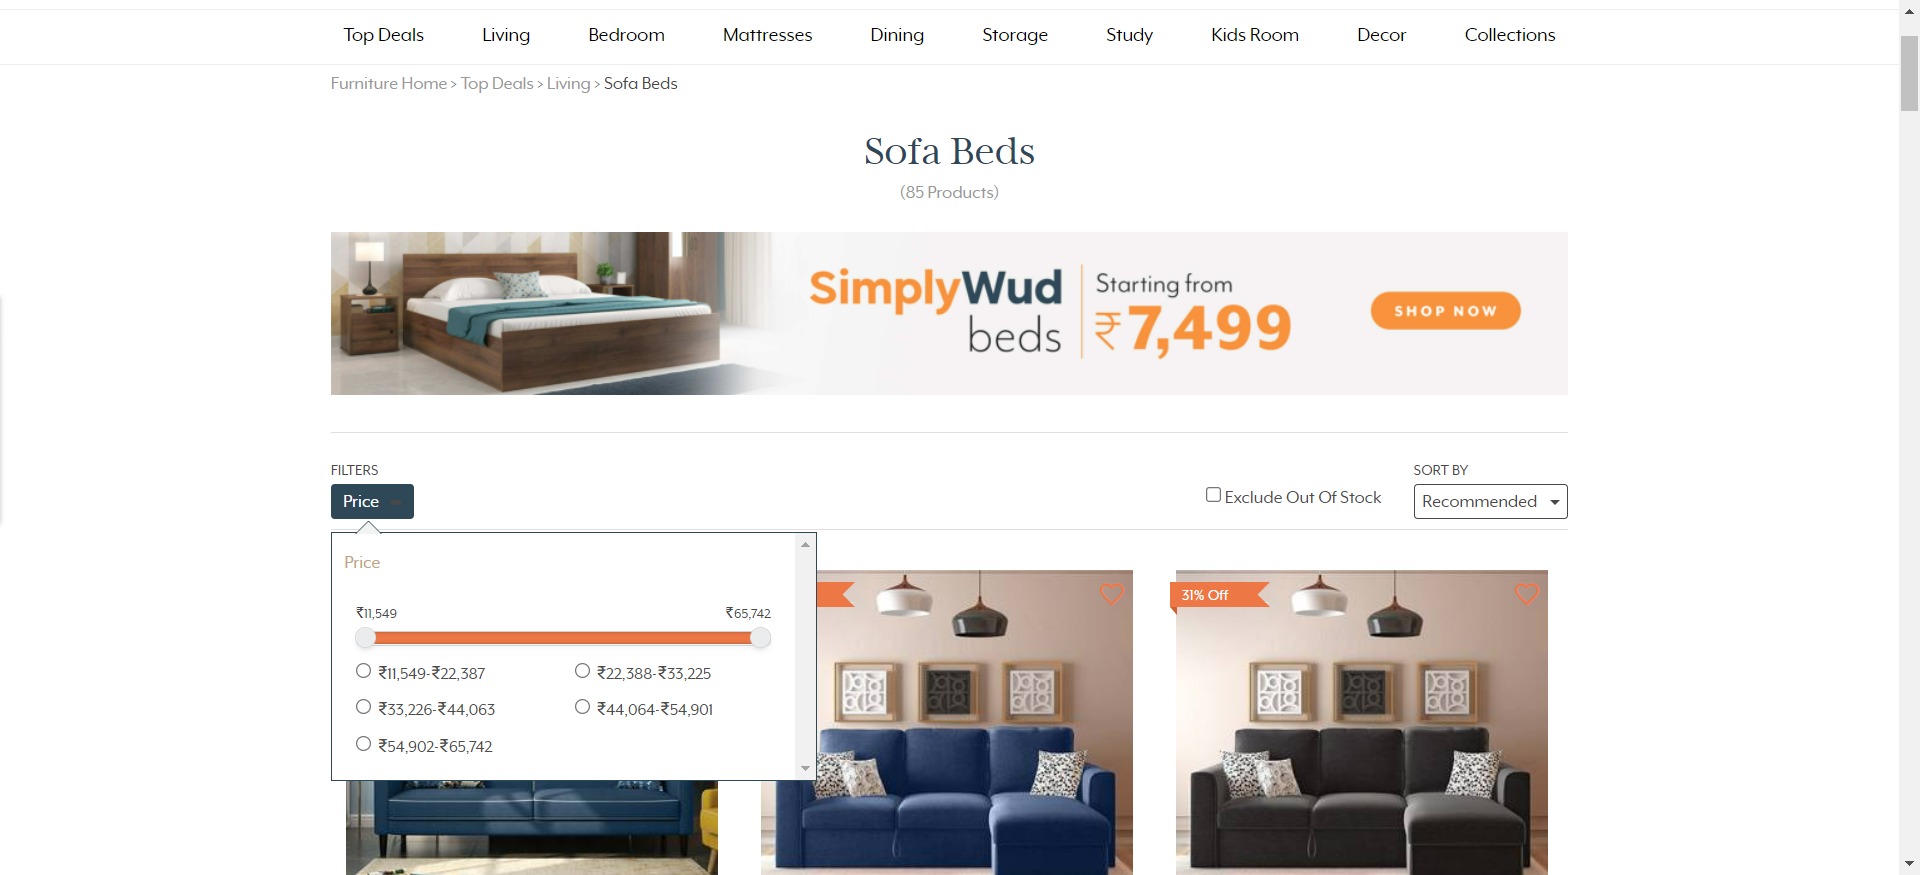 Top Deals Living Bedroom Mattresses Dining Storage Study Kids Room Decor Collections
Furniture Home > Top Deals > Living > Sofa Beds
Sofa Beds
(85 Products)
SimplyWud
beds
Starting from
₹7,499
SHOP NOW
FILTERS
Price
Exclude Out Of Stock
SORT BY
Recommended
Price
₹11,549 ₹65,742
₹11,549-₹22,387 ₹22,388-₹33,225
₹33,226-₹44,063 ₹44,064-₹54,901
₹54,902-₹65,742
31% Off